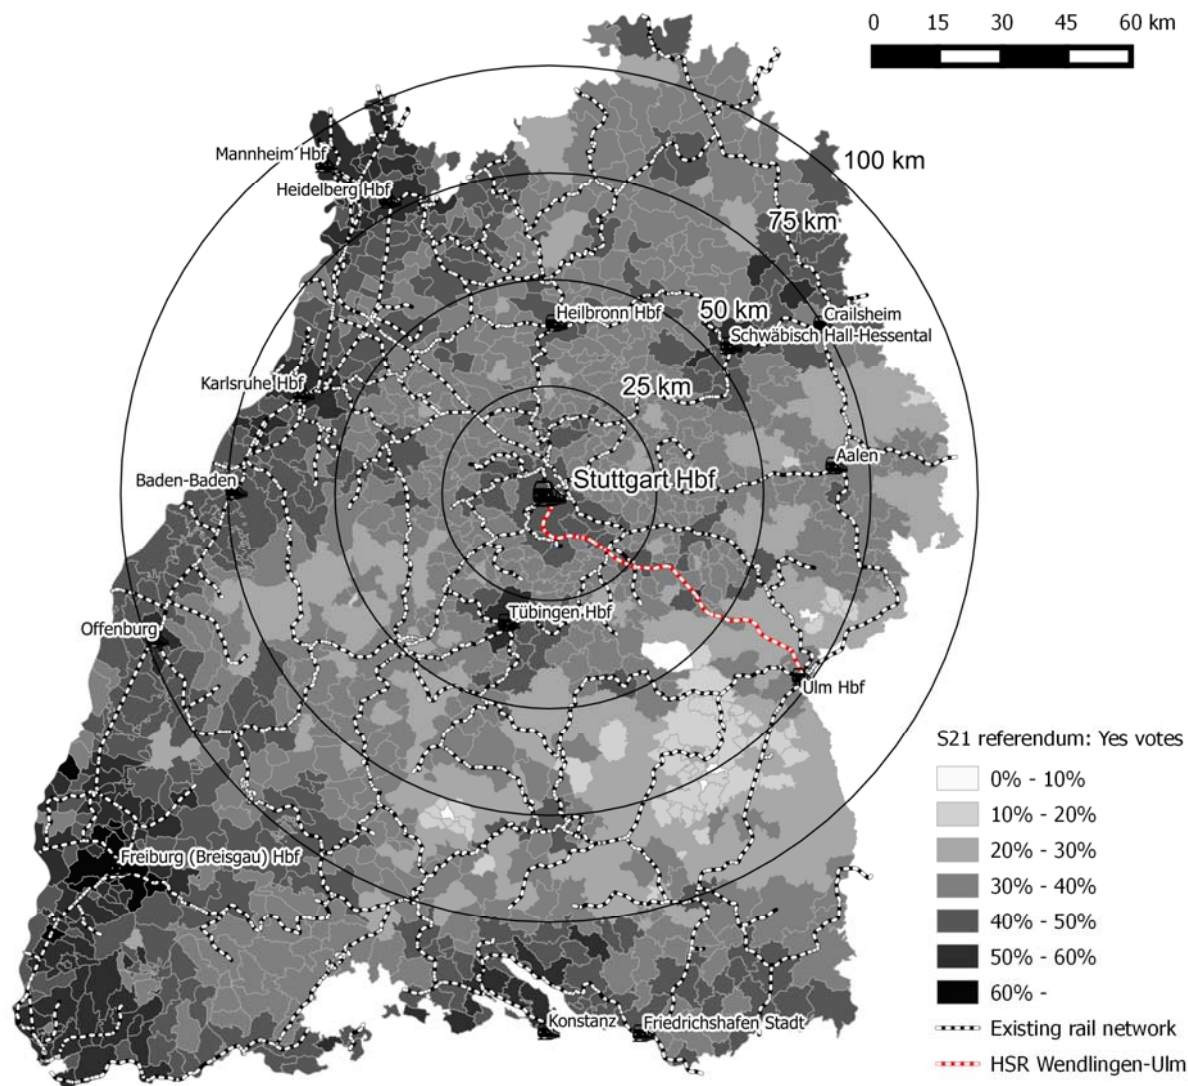 0 15 30 45 60 km
Mannheim Hbf
100 km
Heidelberg Hbf
75 km
50 km
Heilbronn Hbf
Crailsheim
Schwäbisch Hall-Hessental
Karlsruhe Hbf
25 km
Aalen
Baden-Baden
Stuttgart Hbf
Tübingen Hbf
Offenburg
Ulm Hbf
S21 referendum: Yes votes
0% - 10%
10% - 20%
20% - 30%
30% - 40%
40% - 50%
50% - 60%
60% -
Existing rail network
HSR Wendlingen-Ulm
Freiburg (Breisgau) Hbf
Konstanz
Friedrichshafen Stadt